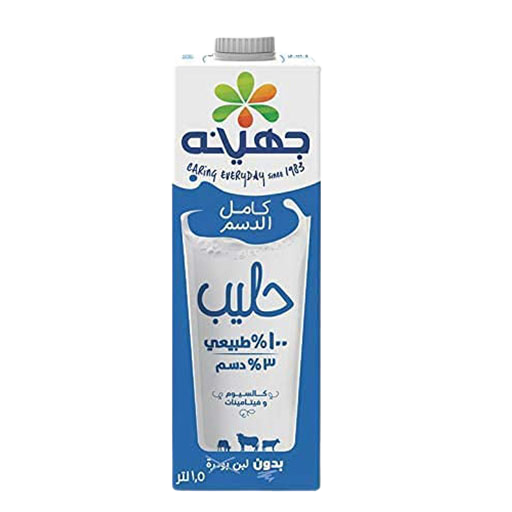 جهينه
CARING EVERYDAY since 1983
كامل
الدسم
حليب
١٠٠% طبيعي
٣% دسم
كالسيوم
و فيتامينات
بدون لبن بودرة
١,٥ لتر